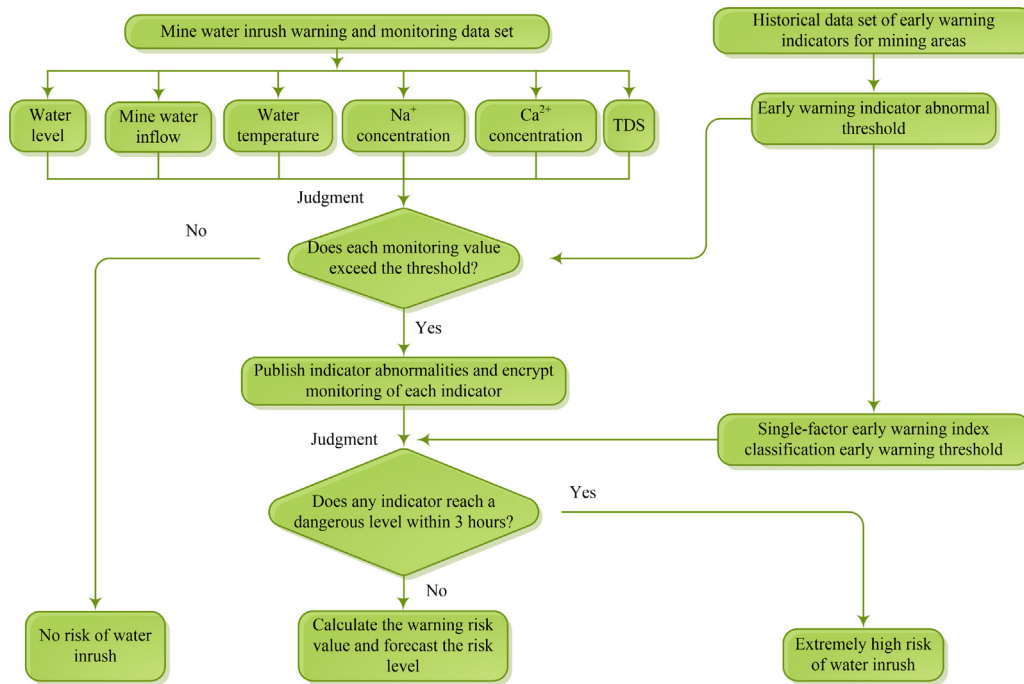 Mine water inrush warning and monitoring data set
Historical data set of early warning
indicators for mining areas
Water
level
Mine water
inflow
Water
temperature
Na⁺
concentration
Ca²⁺
concentration
TDS
Early warning indicator abnormal
threshold
Judgment
No
Does each monitoring value
exceed the threshold?
Yes
Publish indicator abnormalities and encrypt
monitoring of each indicator
Judgment
Single-factor early warning index
classification early warning threshold
Does any indicator reach a
dangerous level within 3 hours?
Yes
No
No risk of water
inrush
Calculate the warning risk
value and forecast the risk
level
Extremely high risk
of water inrush